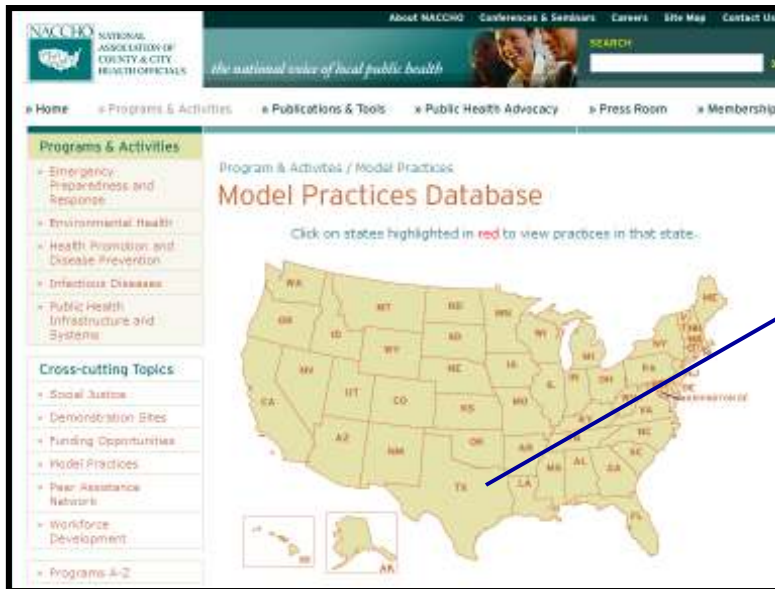 About NACCHO Conferences & Seminars Careers Site Map Contact Us
NACCHO
NATIONAL
ASSOCIATION OF
COUNTY & CITY
HEALTH OFFICIALS
the national voice of local public health
SEARCH
» Home » Programs & Activities » Publications & Tools » Public Health Advocacy » Press Room » Membership
Programs & Activities
Emergency
Preparedness and
Response
Environmental Health
Health Promotion and
Disease Prevention
Infectious Diseases
Public Health
Infrastructure and
Systems
Cross-cutting Topics
Social Justice
Demonstration Sites
Funding Opportunities
Model Practices
Peer Assistance
Network
Workforce
Development
Programs A-Z
Program & Activites / Model Practices
Model Practices Database
Click on states highlighted in red to view practices in that state.
WA MT ND MN ME
OR ID SD WI NY
WY MI
NV NE IA PA
UT CO IL IN OH
CA KS MO VA DE
WASHINGTON DC
AZ NM OK AR NC
SC
TX LA MS AL GA
FL
HI AK